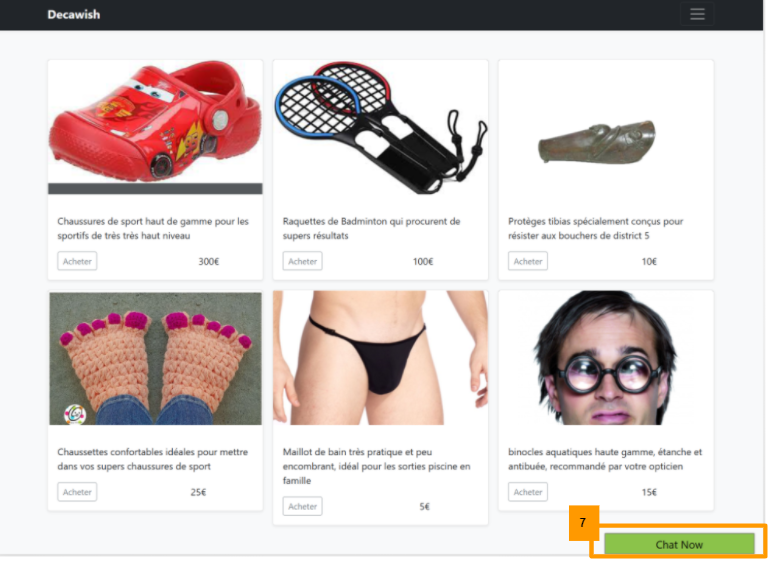 Decawish
Chaussures de sport haut de gamme pour les
sportifs de très très haut niveau
Acheter
300€
Raquettes de Badminton qui procurent de
supers résultats
Acheter
100€
Protèges tibias spécialement conçus pour
résister aux bouchers de district 5
Acheter
10€
Chaussettes confortables idéales pour mettre
dans vos supers chaussures de sport
Acheter
25€
Maillot de bain très pratique et peu
encombrant, idéal pour les sorties piscine en
famille
Acheter
5€
binocles aquatiques haute gamme, étanche et
antibuée, recommandé par votre opticien
Acheter
15€
7
Chat Now